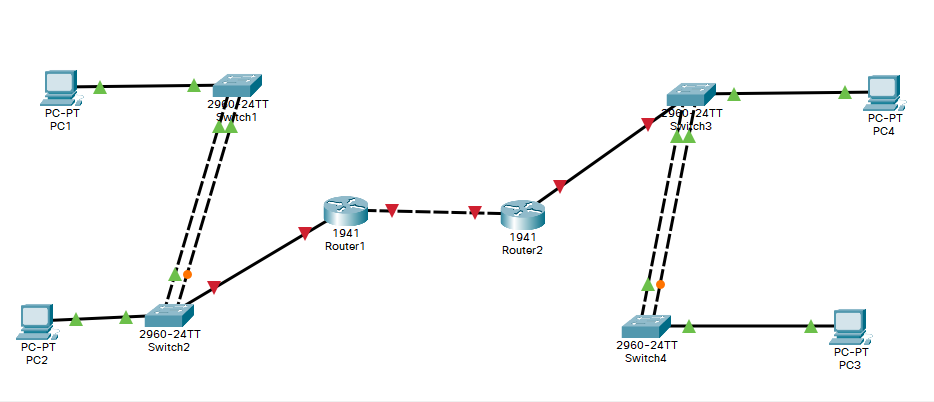 PC-PT
PC1
2960-24TT
Switch1
2960-24TT
Switch3
PC-PT
PC4
1941
Router1
1941
Router2
PC-PT
PC2
2960-24TT
Switch2
2960-24TT
Switch4
PC-PT
PC3